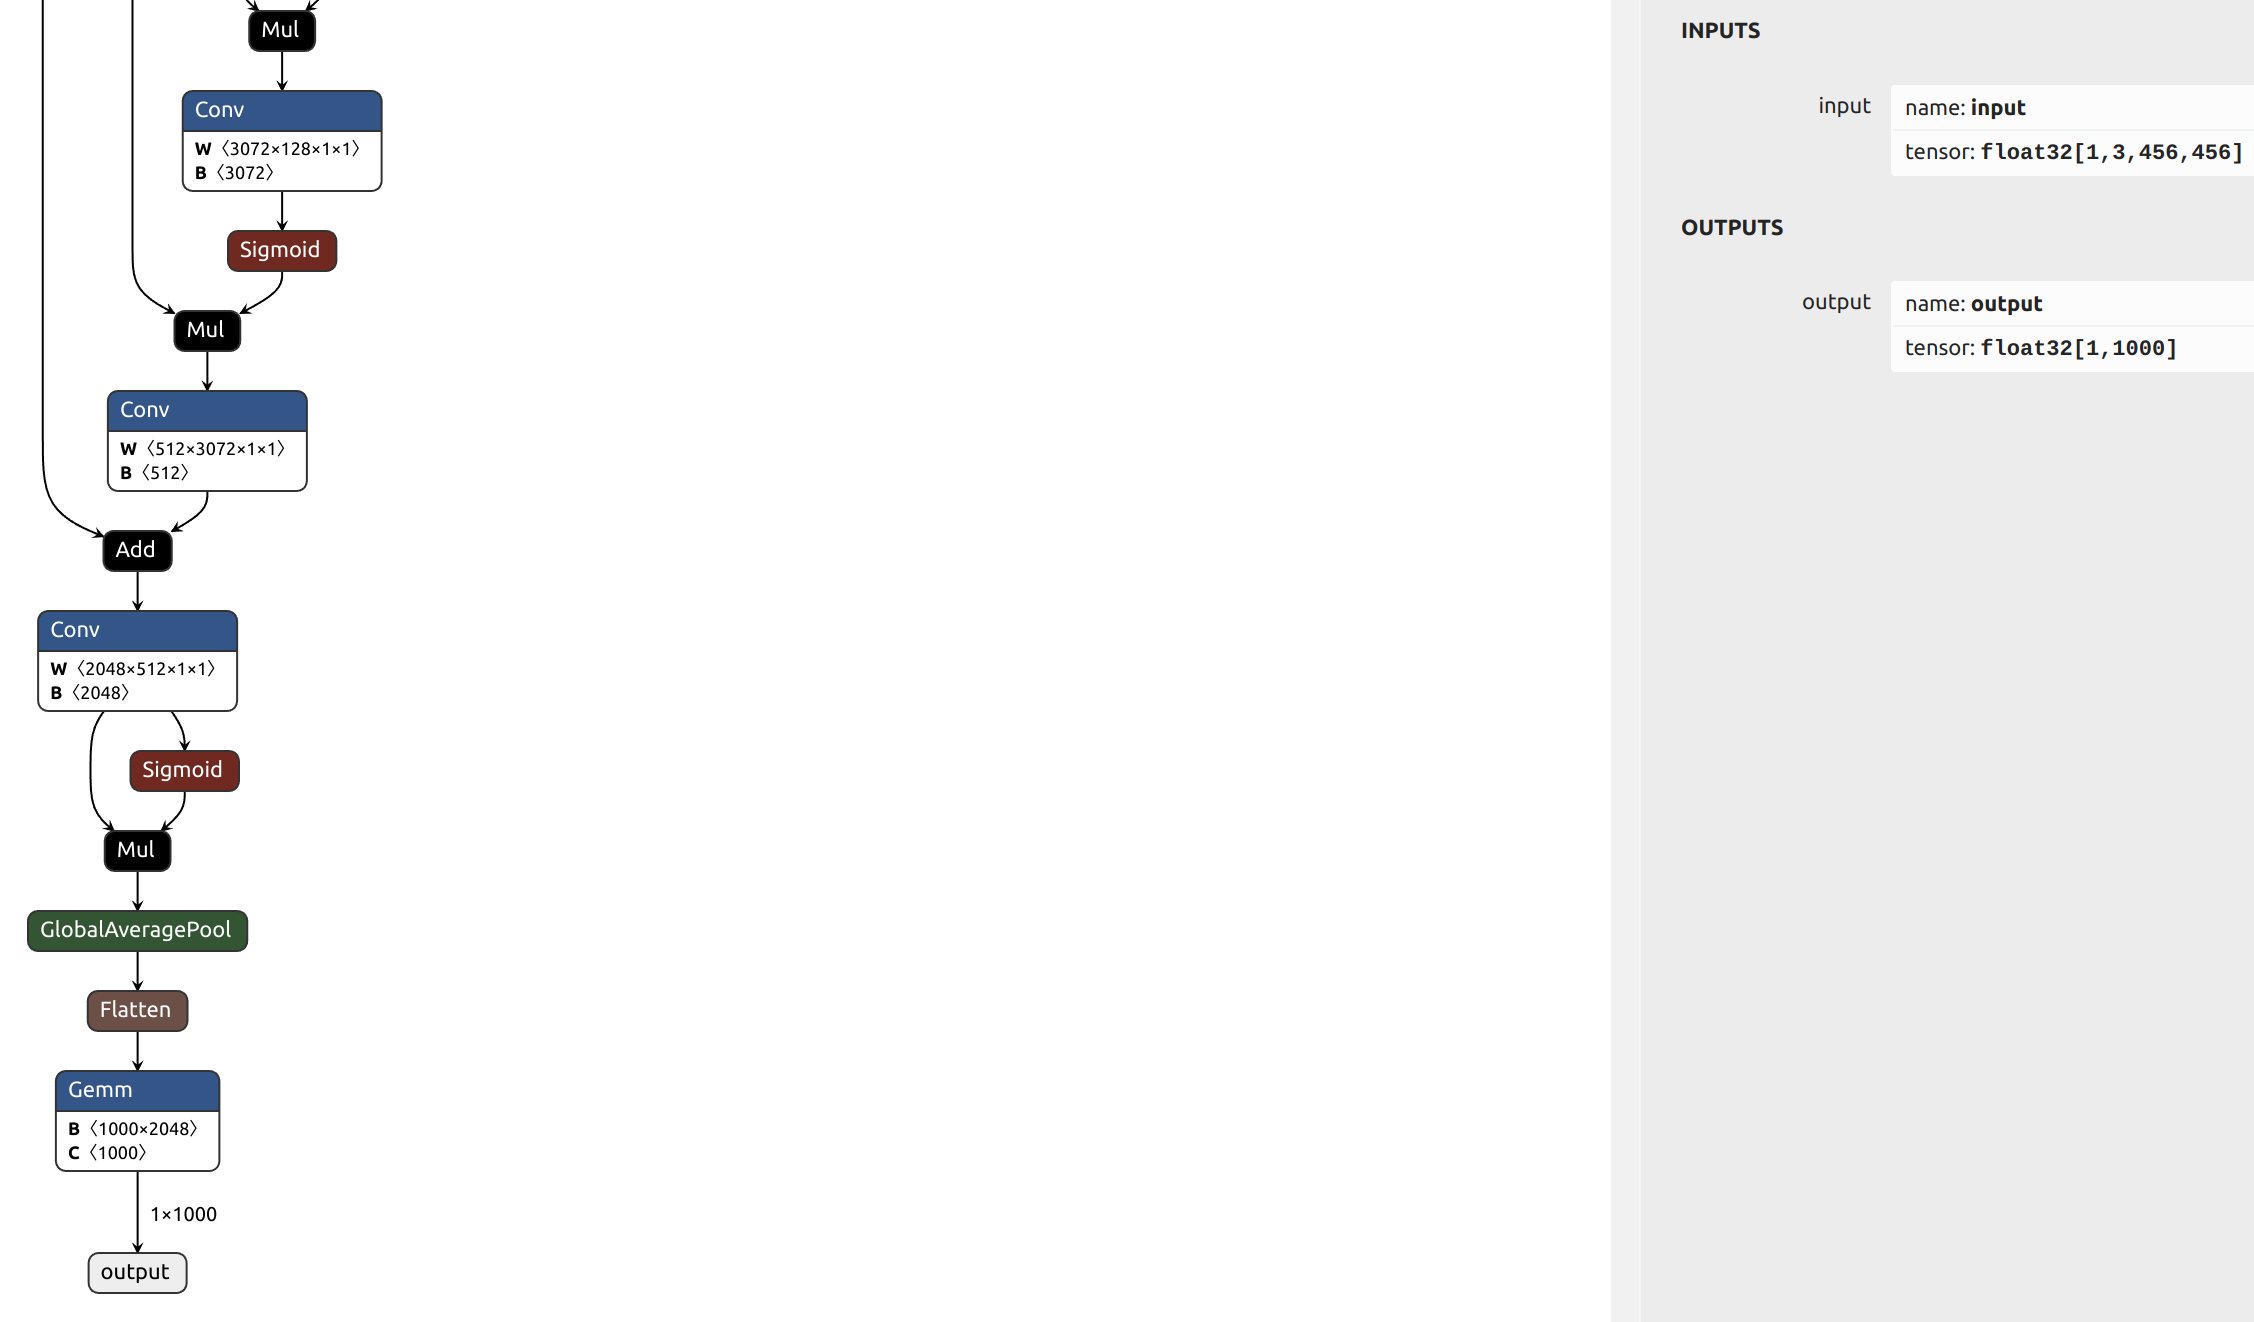 Mul
Conv
W 〈3072×128×1×1〉
B 〈3072〉
Sigmoid
Mul
Conv
W 〈512×3072×1×1〉
B 〈512〉
Add
Conv
W 〈2048×512×1×1〉
B 〈2048〉
Sigmoid
Mul
GlobalAveragePool
Flatten
Gemm
B 〈1000×2048〉
C 〈1000〉
1×1000
output
INPUTS
input
name: input
tensor: float32[1,3,456,456]
OUTPUTS
output
name: output
tensor: float32[1,1000]